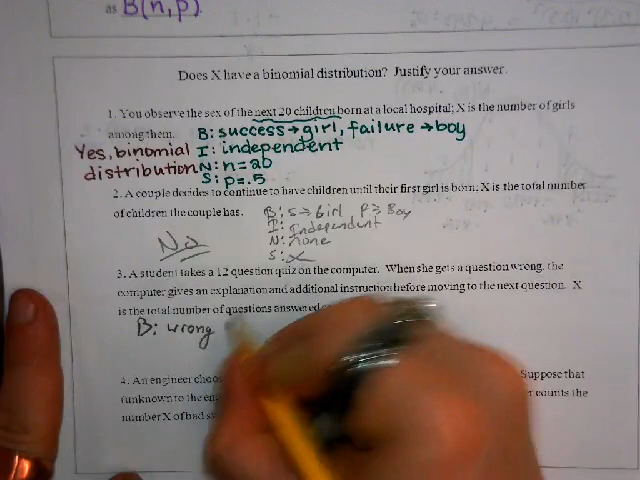 as B(n,p)
Does X have a binomial distribution? Justify your answer.
1. You observe the sex of the next 20 children born at a local hospital; X is the number of girls
among them. B: success → girl, failure → boy
Yes, binomial I: independent
distribution N: n=20
S: p=.5
2. A couple decides to continue to have children until their first girl is born; X is the total number
of children the couple has. B: S → Girl F → Boy
I: Independent
No N: none
S: X
3. A student takes a 12 question quiz on the computer. When she gets a question wrong, the
computer gives an explanation and additional instruction before moving to the next question. X
is the total number of questions answered
B: wrong
4. An engineer Suppose that
(unknown to the counts the
number X of bad